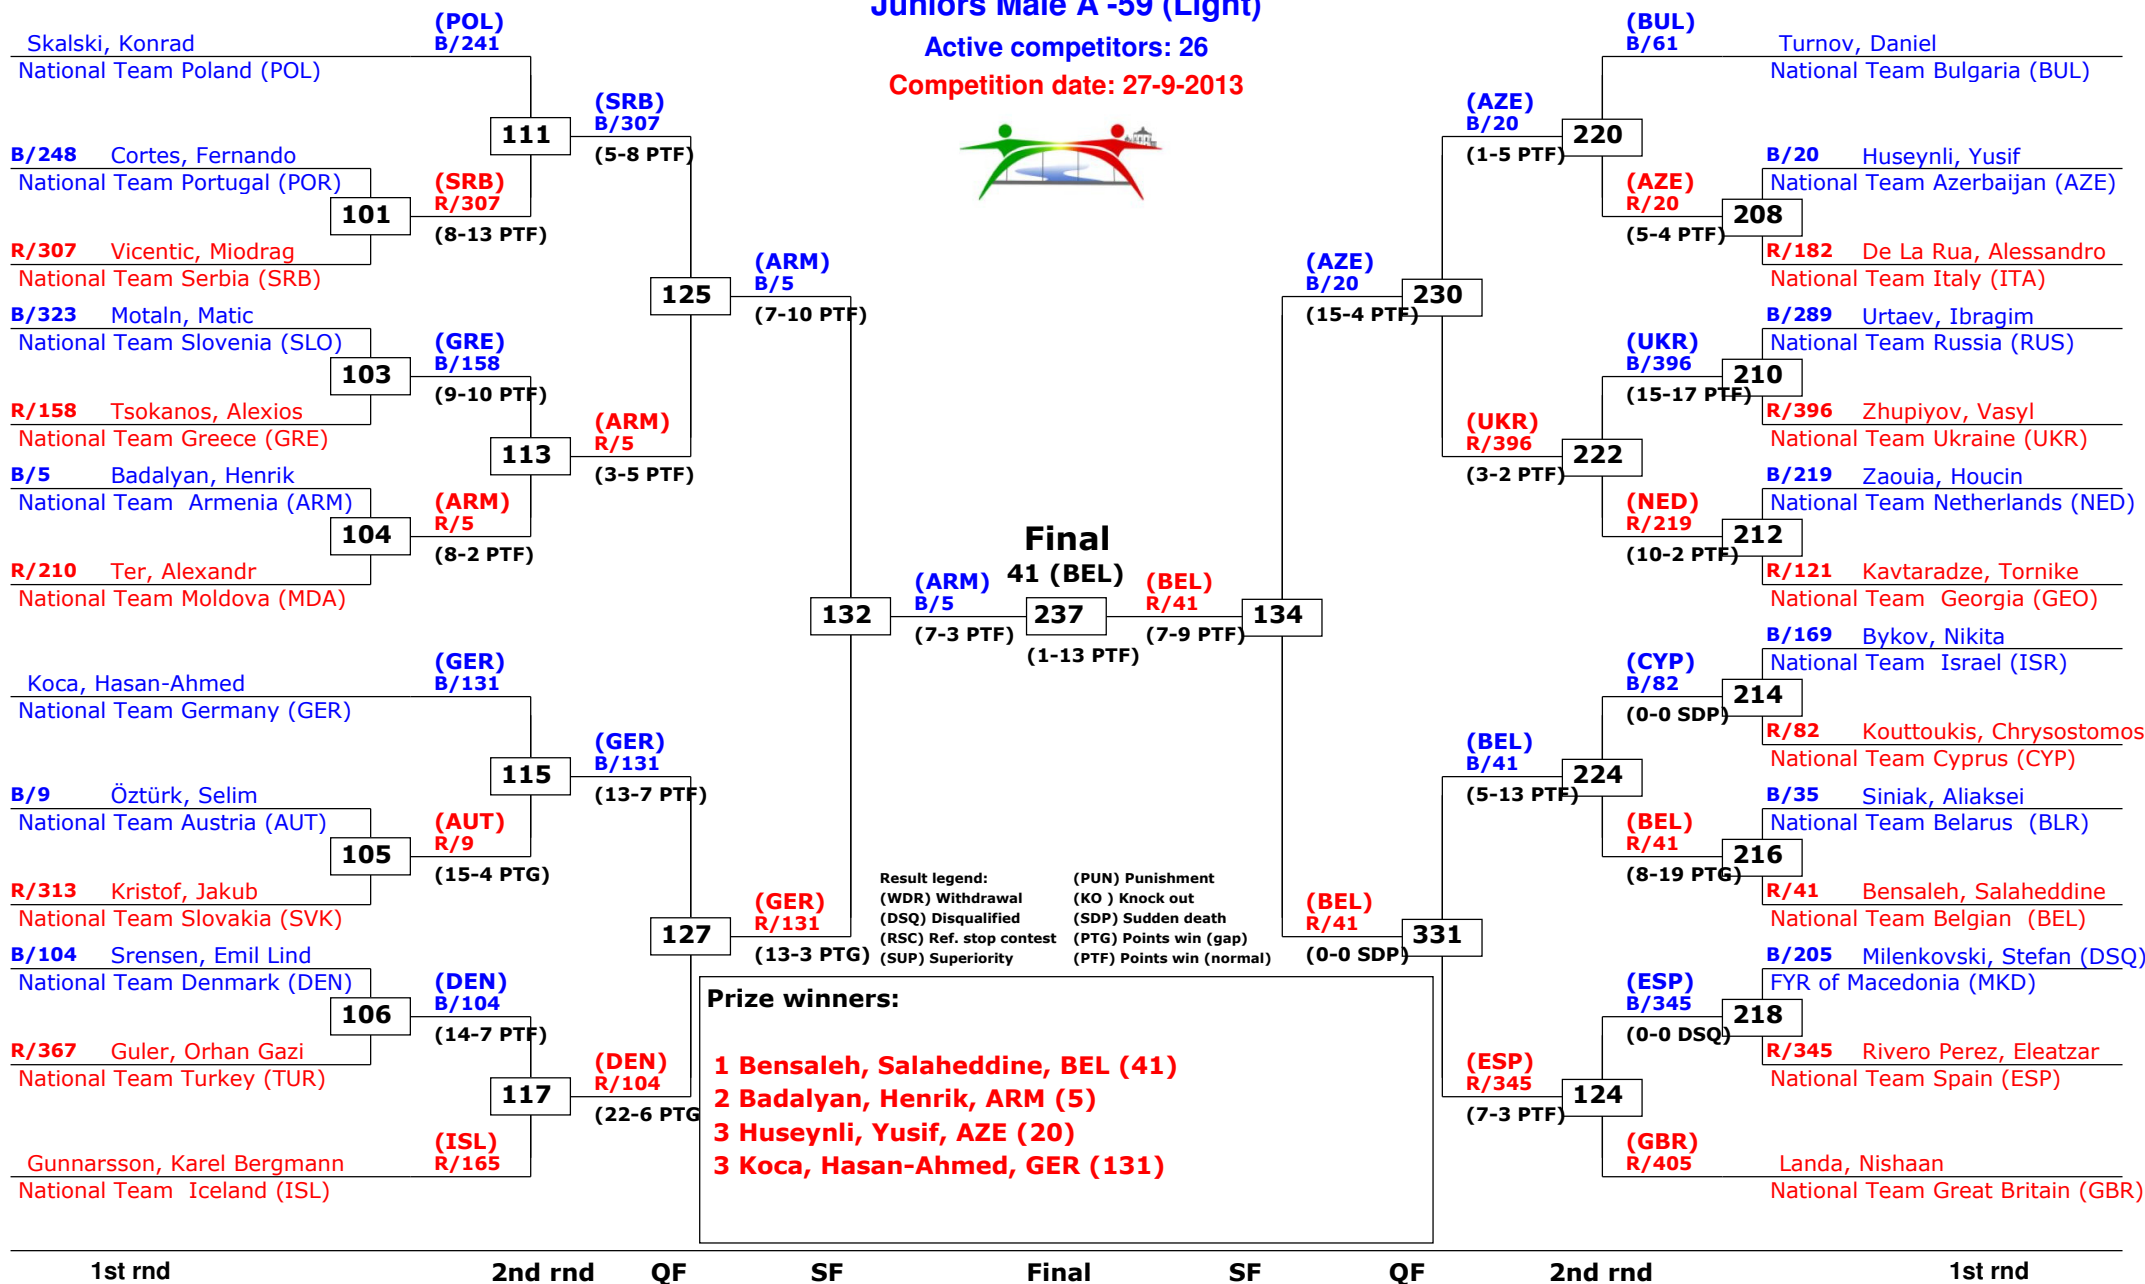 Juniors Male A -59 (Light)
Active competitors: 26
Competition date: 27-9-2013
(POL)
B/241
Skalski, Konrad
National Team Poland (POL)
111
(SRB)
B/307
(5-8 PTF)
B/248 Cortes, Fernando
National Team Portugal (POR)
101
(SRB)
R/307
(8-13 PTF)
R/307 Vicentic, Miodrag
National Team Serbia (SRB)
125
(ARM)
B/5
(7-10 PTF)
B/323 Motaln, Matic
National Team Slovenia (SLO)
103
(GRE)
B/158
(9-10 PTF)
R/158 Tsokanos, Alexios
National Team Greece (GRE)
113
(ARM)
R/5
(3-5 PTF)
B/5 Badalyan, Henrik
National Team Armenia (ARM)
104
(ARM)
R/5
(8-2 PTF)
R/210 Ter, Alexandr
National Team Moldova (MDA)
132
(ARM)
B/5
(7-3 PTF)
Final
41 (BEL)
237
(1-13 PTF)
(BEL)
R/41
(7-9 PTF)
134
(GER)
B/131
Koca, Hasan-Ahmed
National Team Germany (GER)
115
(GER)
B/131
(13-7 PTF)
B/9 Öztürk, Selim
National Team Austria (AUT)
105
(AUT)
R/9
(15-4 PTG)
R/313 Kristof, Jakub
National Team Slovakia (SVK)
127
(GER)
R/131
(13-3 PTG)
B/104 Srensen, Emil Lind
National Team Denmark (DEN)
106
(DEN)
B/104
(14-7 PTF)
R/367 Guler, Orhan Gazi
National Team Turkey (TUR)
117
(DEN)
R/104
(22-6 PTG
(ISL)
R/165
Gunnarsson, Karel Bergmann
National Team Iceland (ISL)
(BUL)
B/61
Turnov, Daniel
National Team Bulgaria (BUL)
(AZE)
B/20
(1-5 PTF)
220
B/20 Huseynli, Yusif
National Team Azerbaijan (AZE)
(AZE)
R/20
(5-4 PTF)
208
R/182 De La Rua, Alessandro
National Team Italy (ITA)
(AZE)
B/20
(15-4 PTF)
230
B/289 Urtaev, Ibragim
National Team Russia (RUS)
(UKR)
B/396
(15-17 PTF)
210
R/396 Zhupiyov, Vasyl
National Team Ukraine (UKR)
(UKR)
R/396
(3-2 PTF)
222
B/219 Zaouia, Houcin
National Team Netherlands (NED)
(NED)
R/219
(10-2 PTF)
212
R/121 Kavtaradze, Tornike
National Team Georgia (GEO)
B/169 Bykov, Nikita
National Team Israel (ISR)
(CYP)
B/82
(0-0 SDP)
214
R/82 Kouttoukis, Chrysostomos
National Team Cyprus (CYP)
(BEL)
B/41
(5-13 PTF)
224
B/35 Siniak, Aliaksei
National Team Belarus (BLR)
(BEL)
R/41
(8-19 PTG)
216
R/41 Bensaleh, Salaheddine
National Team Belgian (BEL)
(BEL)
R/41
(0-0 SDP)
331
B/205 Milenkovski, Stefan (DSQ)
FYR of Macedonia (MKD)
(ESP)
B/345
(0-0 DSQ)
218
R/345 Rivero Perez, Eleatzar
National Team Spain (ESP)
(ESP)
R/345
(7-3 PTF)
124
(GBR)
R/405
Landa, Nishaan
National Team Great Britain (GBR)
Result legend: (PUN) Punishment
(WDR) Withdrawal (KO ) Knock out
(DSQ) Disqualified (SDP) Sudden death
(RSC) Ref. stop contest (PTG) Points win (gap)
(SUP) Superiority (PTF) Points win (normal)
Prize winners:
1 Bensaleh, Salaheddine, BEL (41)
2 Badalyan, Henrik, ARM (5)
3 Huseynli, Yusif, AZE (20)
3 Koca, Hasan-Ahmed, GER (131)
1st rnd 2nd rnd QF SF Final SF QF 2nd rnd 1st rnd